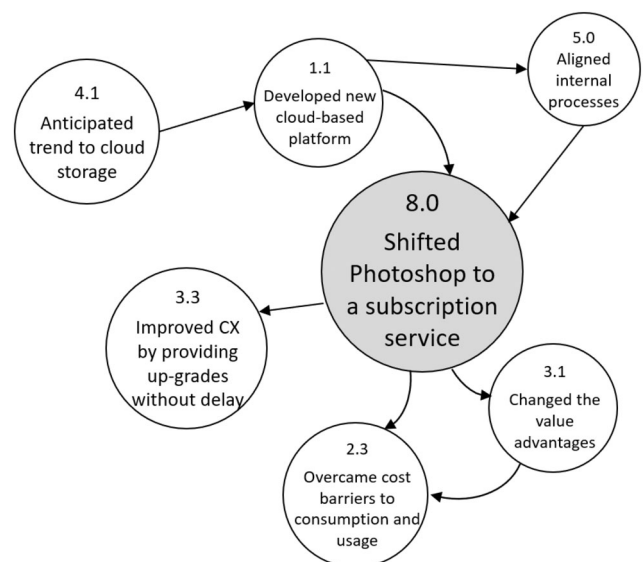 4.1
Anticipated
trend to cloud
storage
1.1
Developed new
cloud-based
platform
5.0
Aligned
internal
processes
8.0
Shifted
Photoshop to
a subscription
service
3.3
Improved CX
by providing
up-grades
without delay
3.1
Changed the
value
advantages
2.3
Overcame cost
barriers to
consumption and
usage